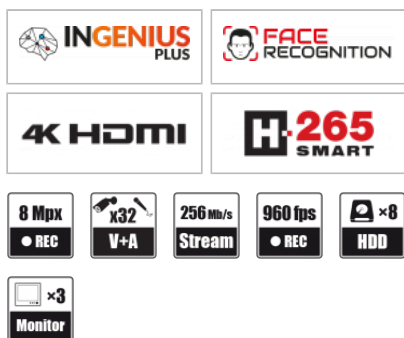 INGENIUS
PLUS
FACE
RECOGNITION
4K HDMI
H.265
SMART
8 Mpx
● REC
x32
V+A
256 Mb/s
Stream
960 fps
● REC
×8
HDD
×3
Monitor